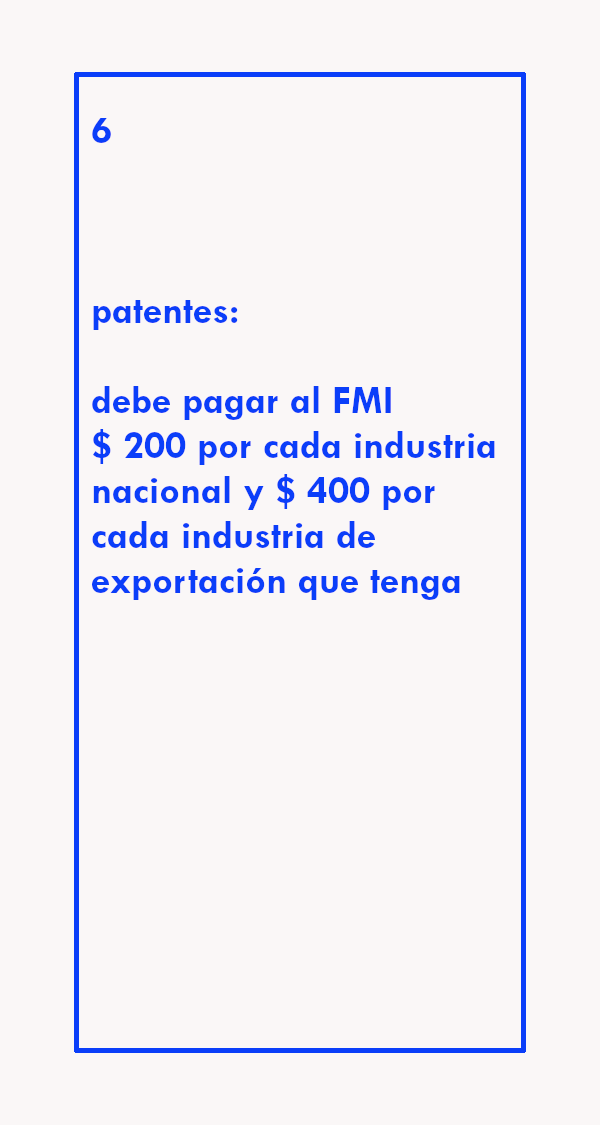 6
patentes:
debe pagar al FMI
$ 200 por cada industria
nacional y $ 400 por
cada industria de
exportación que tenga